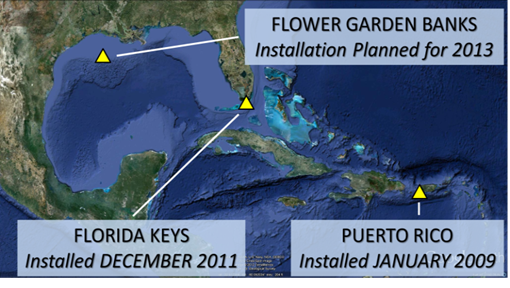 FLOWER GARDEN BANKS
Installation Planned for 2013
FLORIDA KEYS
Installed DECEMBER 2011
PUERTO RICO
Installed JANUARY 2009